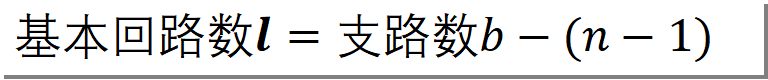 基本回路数l = 支路数b − (n − 1)